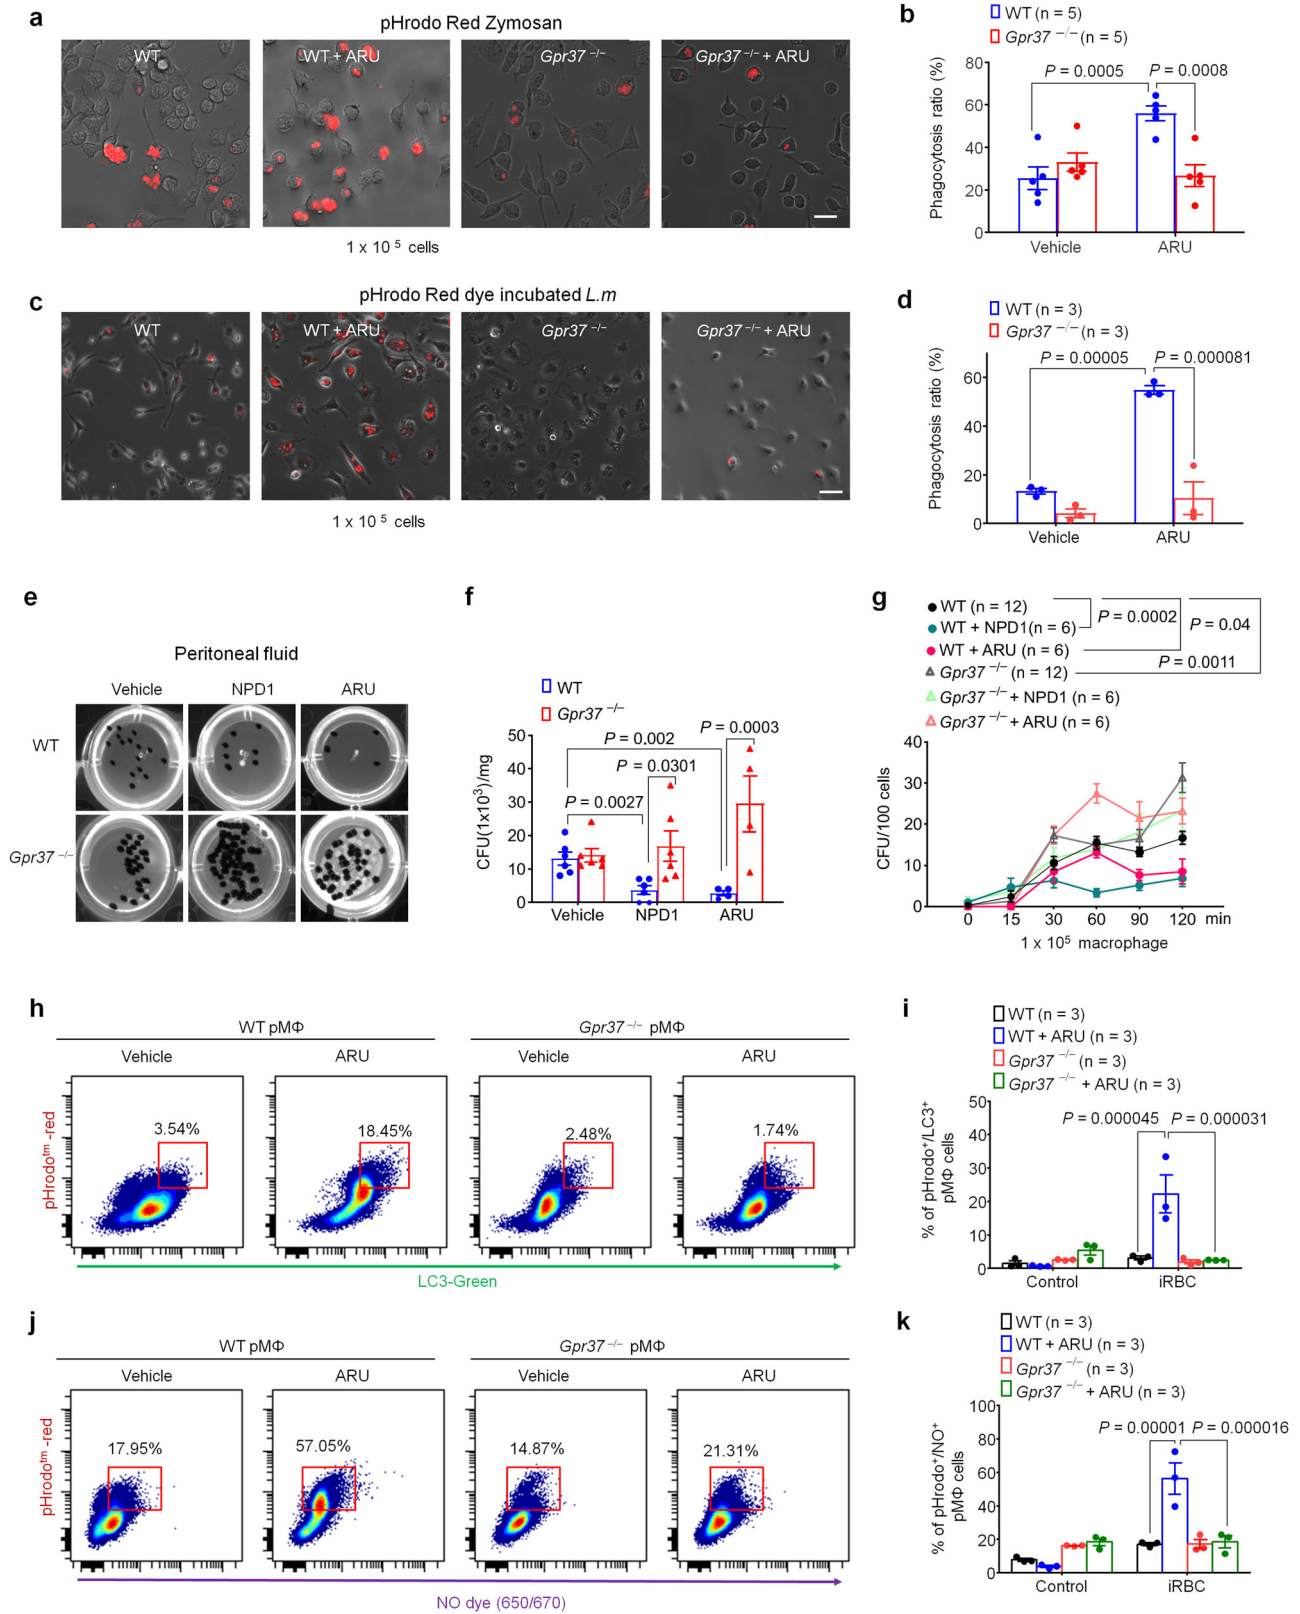 a
pHrodo Red Zymosan
WT
WT + ARU
Gpr37 −/−
Gpr37 −/− + ARU
1 x 10 5 cells
b
WT (n = 5)
Gpr37 −/− (n = 5)
P = 0.0005
P = 0.0008
Phagocytosis ratio (%)
80
60
40
20
0
Vehicle
ARU
c
pHrodo Red dye incubated L.m
WT
WT + ARU
Gpr37 −/−
Gpr37 −/− + ARU
1 x 10 5 cells
d
WT (n = 3)
Gpr37 −/− (n = 3)
P = 0.00005
P = 0.000081
Phagocytosis ratio (%)
60
40
20
0
Vehicle
ARU
e
Peritoneal fluid
Vehicle
NPD1
ARU
WT
Gpr37 −/−
f
WT
Gpr37 −/−
P = 0.0003
P = 0.002
P = 0.0301
P = 0.0027
CFU(1x10³)/mg
50
40
30
20
10
0
Vehicle
NPD1
ARU
g
WT (n = 12)
WT + NPD1(n = 6)
WT + ARU (n = 6)
Gpr37 −/− (n = 12)
Gpr37 −/− + NPD1 (n = 6)
Gpr37 −/− + ARU (n = 6)
P = 0.0002
P = 0.04
P = 0.0011
CFU/100 cells
40
30
20
10
0
0
15
30
60
90
120
min
1 x 10⁵ macrophage
h
WT pMΦ
Gpr37 −/− pMΦ
Vehicle
ARU
Vehicle
ARU
pHrodo™ -red
3.54%
18.45%
2.48%
1.74%
LC3-Green
i
WT (n = 3)
WT + ARU (n = 3)
Gpr37 −/− (n = 3)
Gpr37 −/− + ARU (n = 3)
P = 0.000045
P = 0.000031
% of pHrodo⁺/LC3⁺
pMΦ cells
50
40
30
20
10
0
Control
iRBC
j
WT pMΦ
Gpr37 −/− pMΦ
Vehicle
ARU
Vehicle
ARU
pHrodo™ -red
17.95%
57.05%
14.87%
21.31%
NO dye (650/670)
k
WT (n = 3)
WT + ARU (n = 3)
Gpr37 −/− (n = 3)
Gpr37 −/− + ARU (n = 3)
P = 0.00001
P = 0.000016
% of pHrodo⁺/NO⁺
pMΦ cells
100
80
60
40
20
0
Control
iRBC